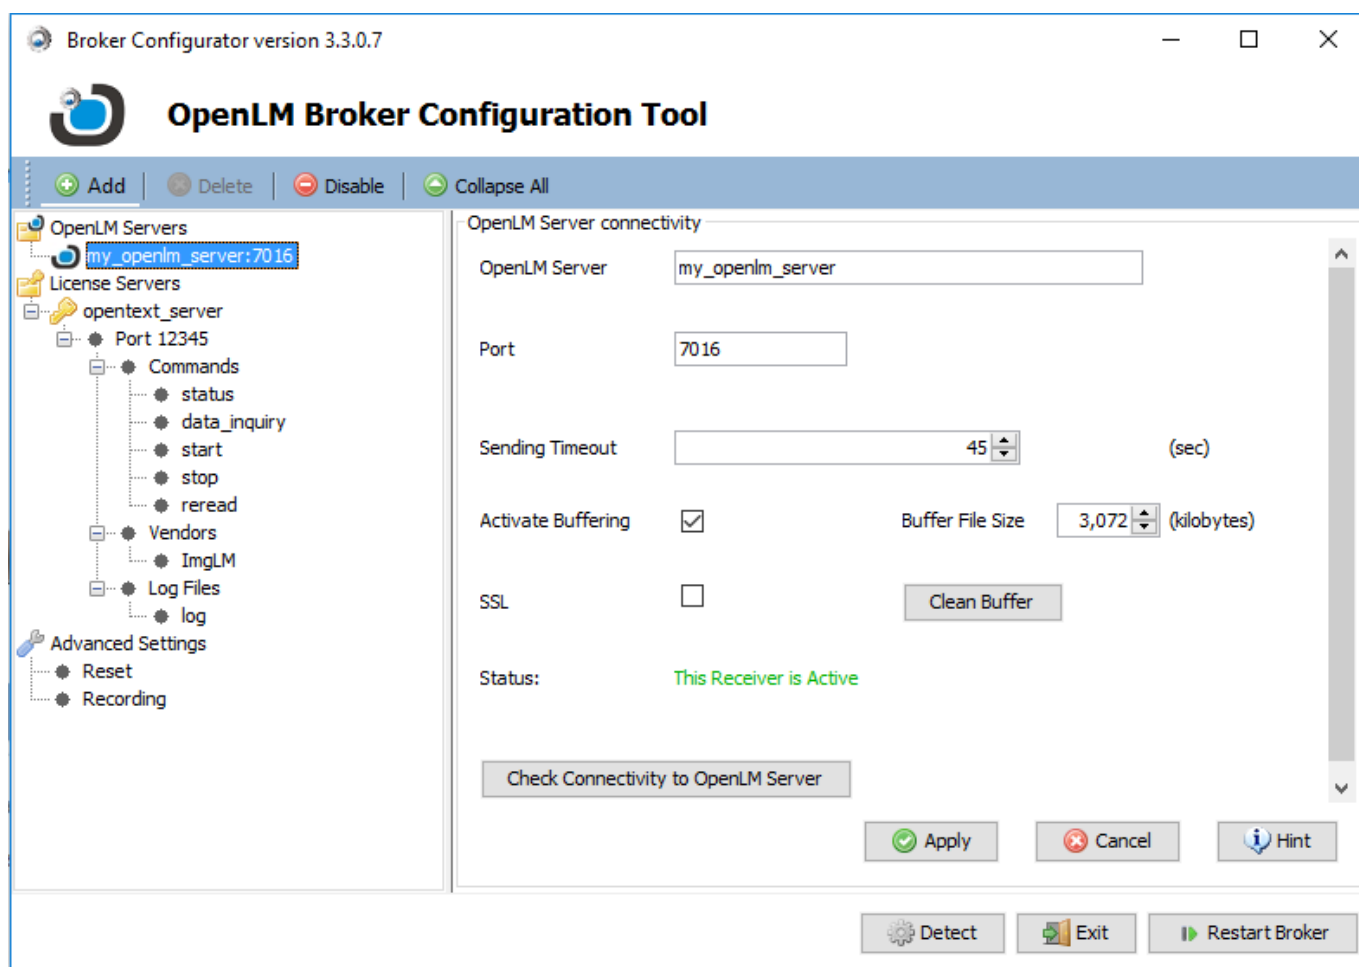 Broker Configurator version 3.3.0.7
OpenLM Broker Configuration Tool
Add Delete Disable Collapse All
OpenLM Servers
my_openlm_server:7016
License Servers
opentext_server
Port 12345
Commands
status
data_inquiry
start
stop
reread
Vendors
ImgLM
Log Files
log
Advanced Settings
Reset
Recording
OpenLM Server connectivity
OpenLM Server my_openlm_server
Port 7016
Sending Timeout 45 (sec)
Activate Buffering Buffer File Size 3,072 (kilobytes)
SSL Clean Buffer
Status: This Receiver is Active
Check Connectivity to OpenLM Server
Apply Cancel Hint
Detect Exit Restart Broker